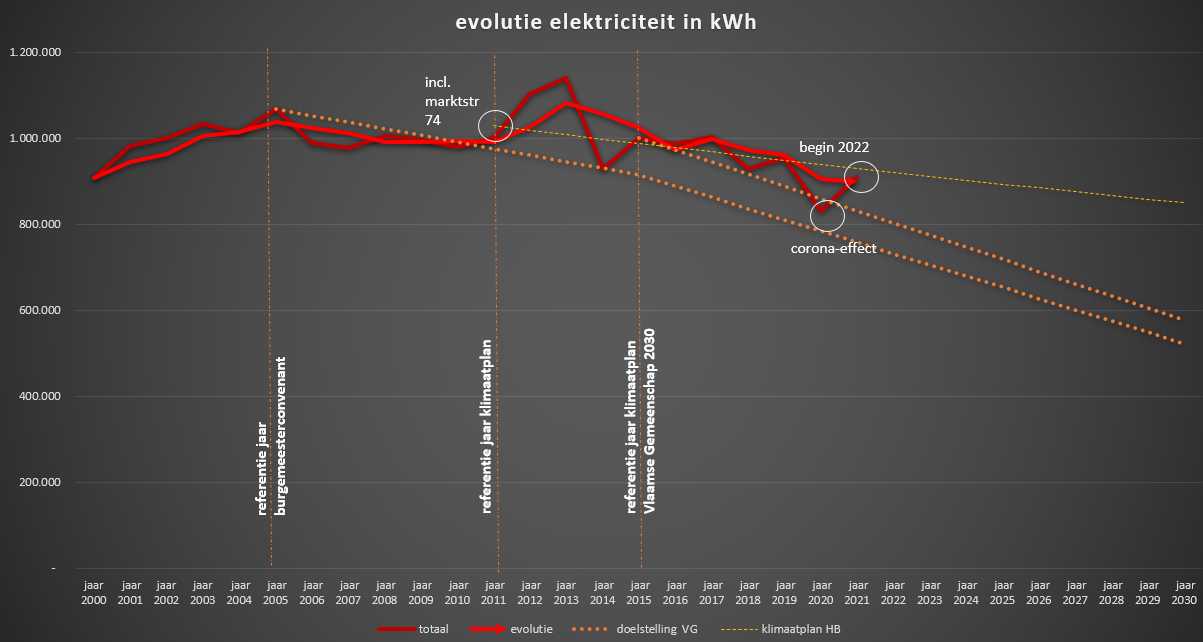 evolutie elektriciteit in kWh
1.200.000
1.000.000
800.000
600.000
400.000
200.000
-
incl.
marktstr
74
begin 2022
corona-effect
referentie jaar
burgemeesterconvenant
referentie jaar klimaatplan
referentie jaar klimaatplan
Vlaamse Gemeenschap 2030
jaar 2000
jaar 2001
jaar 2002
jaar 2003
jaar 2004
jaar 2005
jaar 2006
jaar 2007
jaar 2008
jaar 2009
jaar 2010
jaar 2011
jaar 2012
jaar 2013
jaar 2014
jaar 2015
jaar 2016
jaar 2017
jaar 2018
jaar 2019
jaar 2020
jaar 2021
jaar 2022
jaar 2023
jaar 2024
jaar 2025
jaar 2026
jaar 2027
jaar 2028
jaar 2029
jaar 2030
totaal
evolutie
doelstelling VG
klimaatplan HB